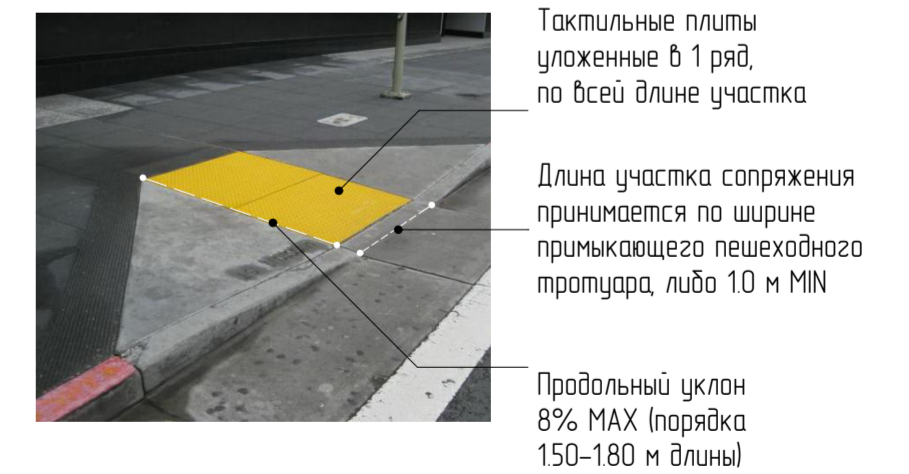 Тактильные плиты
уложенные в 1 ряд,
по всей длине участка
Длина участка сопряжения
принимается по ширине
примыкающего пешеходного
тротуара, либо 1.0 м MIN
Продольный уклон
8% MAX (порядка
1.50-1.80 м длины)